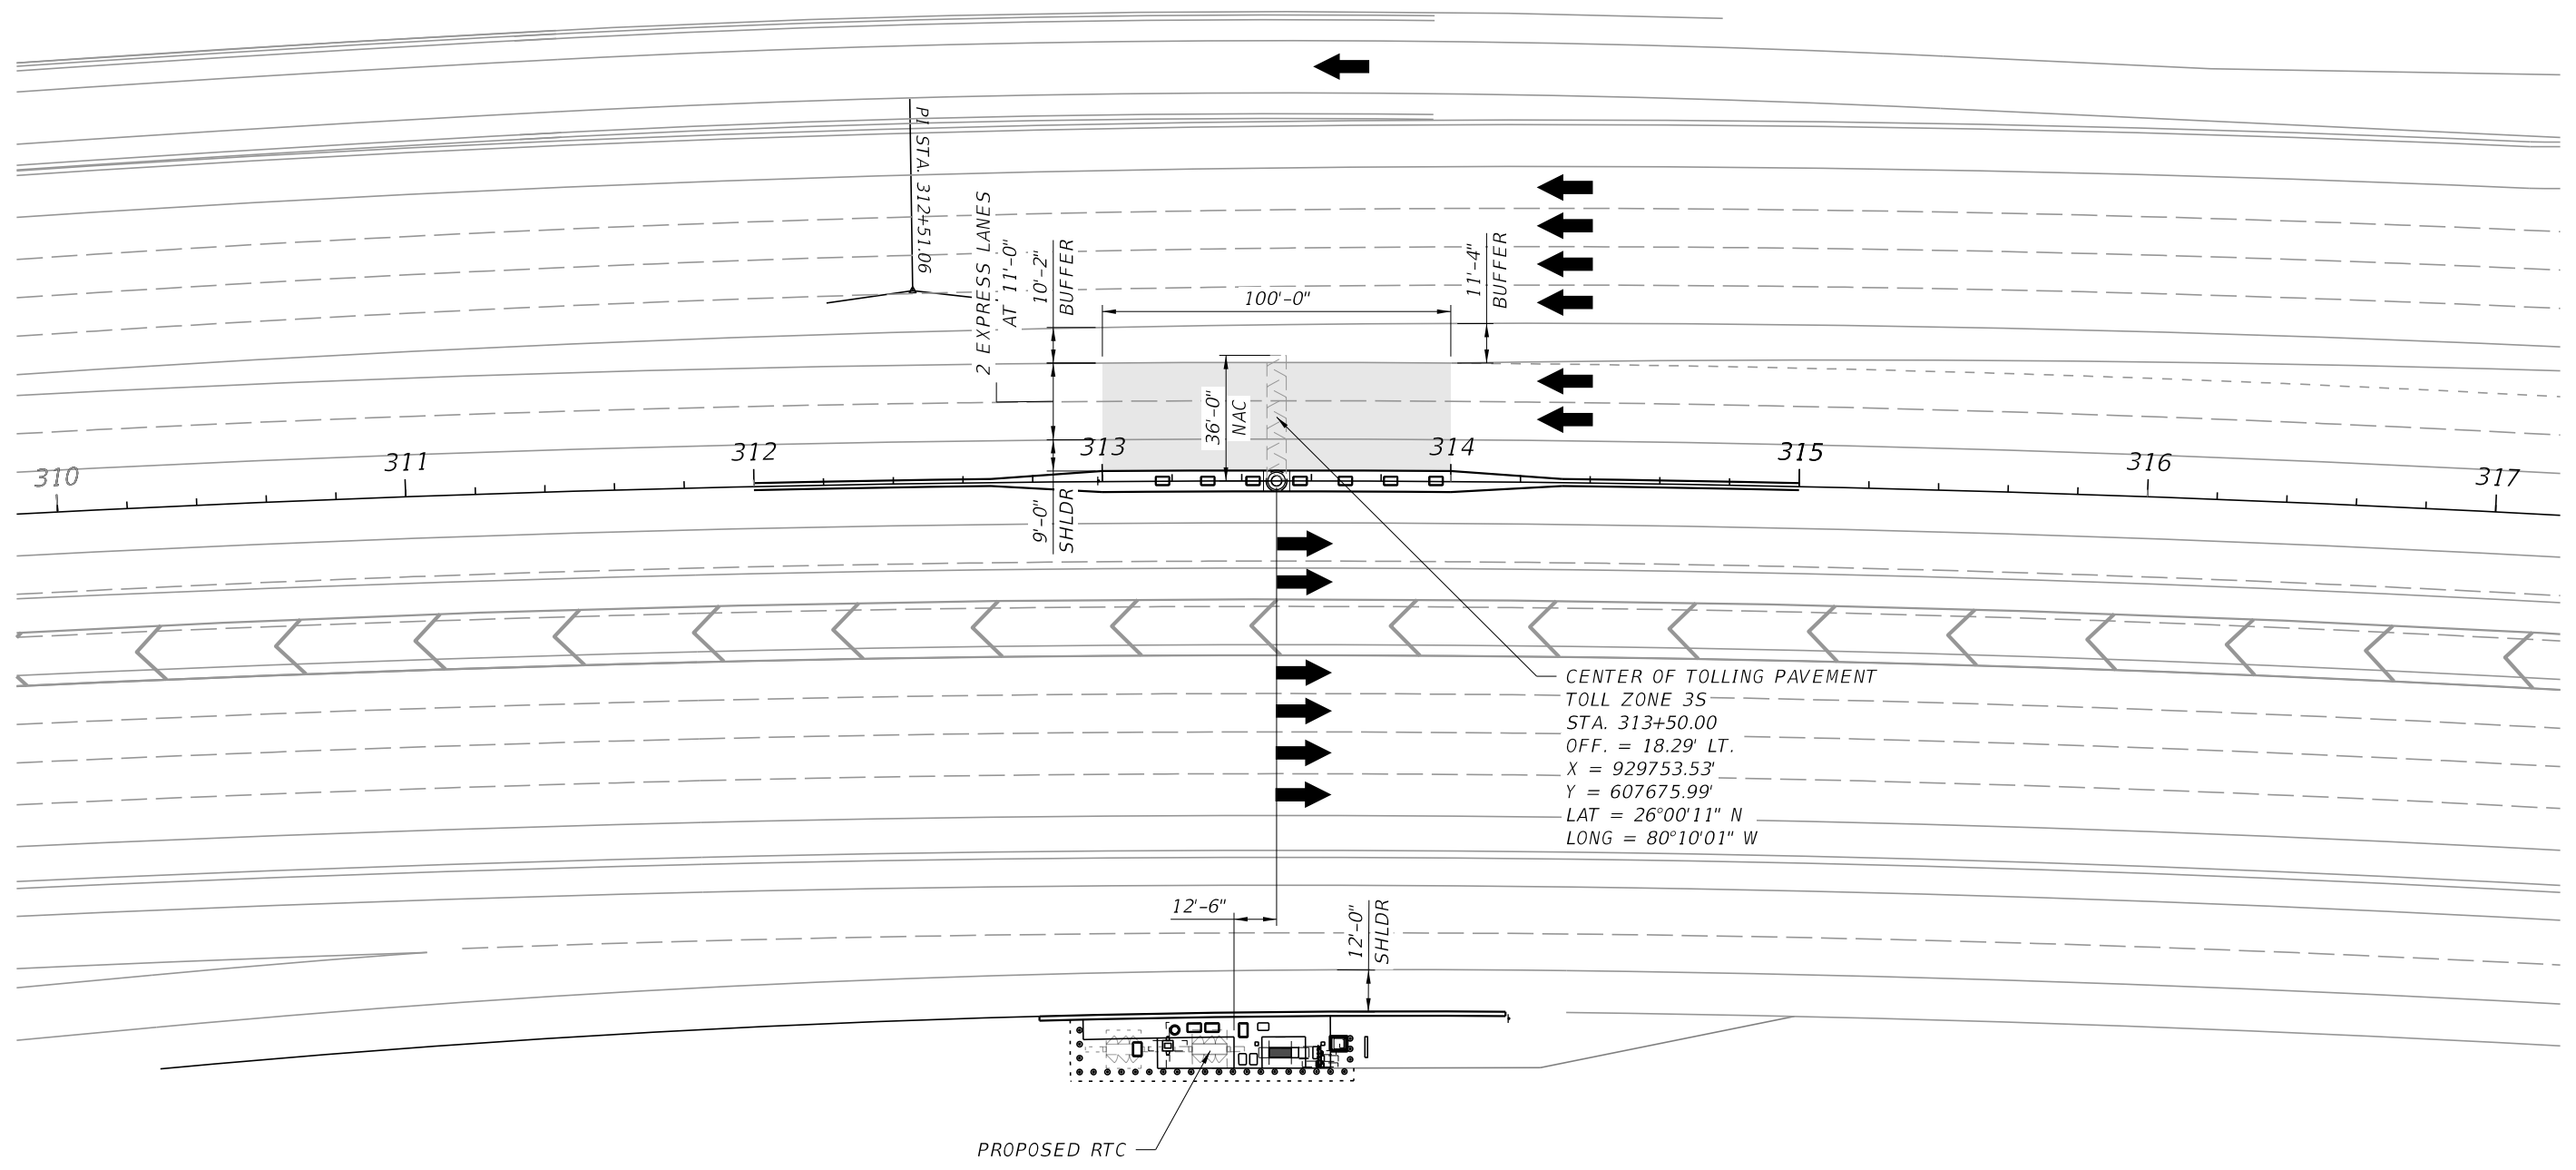 PI STA. 312+51.06
2 EXPRESS LANES
AT 11'-0"
10'-2"
BUFFER
100'-0"
11'-4"
BUFFER
36'-0"
NAC
310
311
312
313
314
315
316
317
9'-0"
SHLDR
CENTER OF TOLLING PAVEMENT
TOLL ZONE 3S
STA. 313+50.00
OFF. = 18.29' LT.
X = 929753.53'
Y = 607675.99'
LAT = 26°00'11" N
LONG = 80°10'01" W
12'-6"
12'-0"
SHLDR
PROPOSED RTC